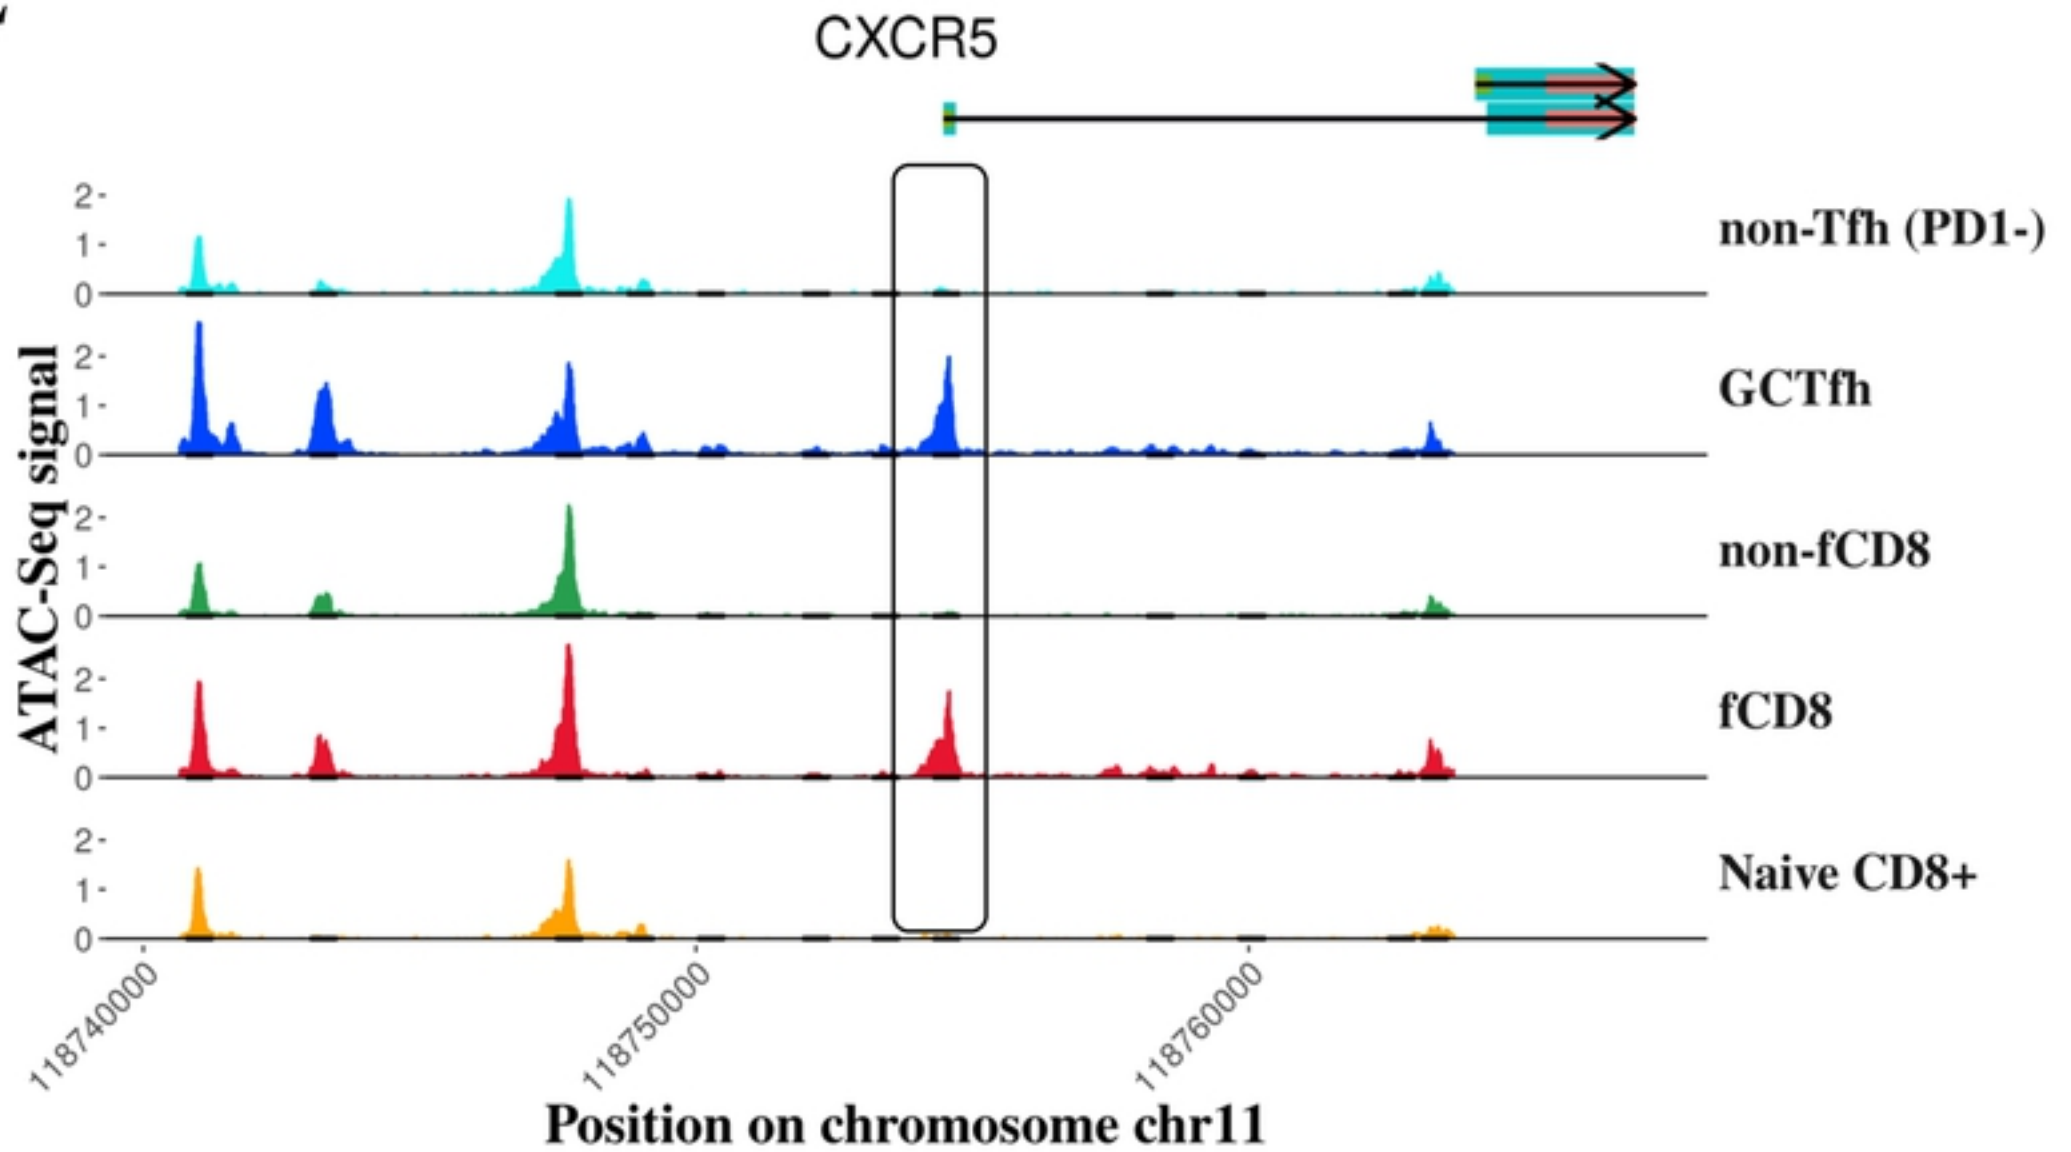 CXCR5
2
1
0
non-Tfh (PD1-)
2
1
0
GCTfh
2
1
0
non-fCD8
2
1
0
fCD8
2
1
0
Naive CD8+
ATAC-Seq signal
118740000
118750000
118760000
Position on chromosome chr11